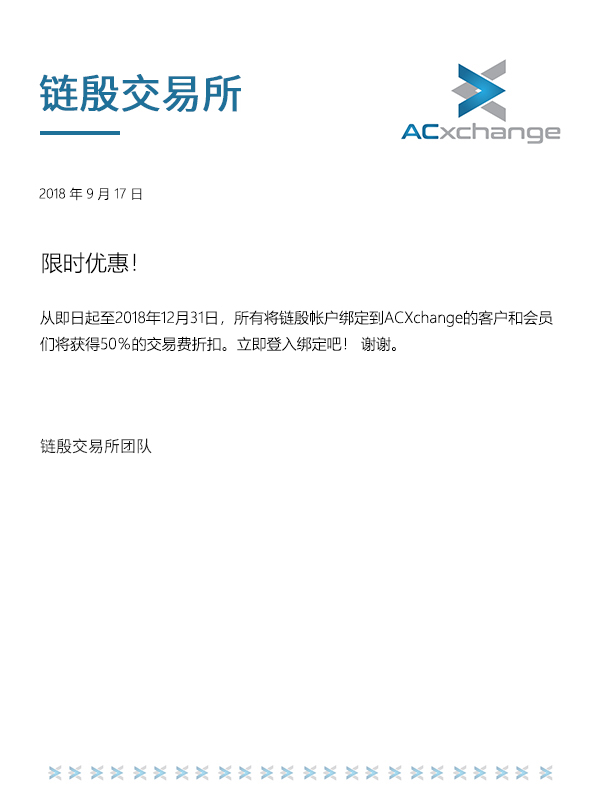 链殷交易所
ACxchange
2018 年 9 月 17 日
限时优惠！
从即日起至2018年12月31日，所有将链殷帐户绑定到ACXchange的客户和会员
们将获得50%的交易费折扣。立即登入绑定吧！ 谢谢。
链殷交易所团队